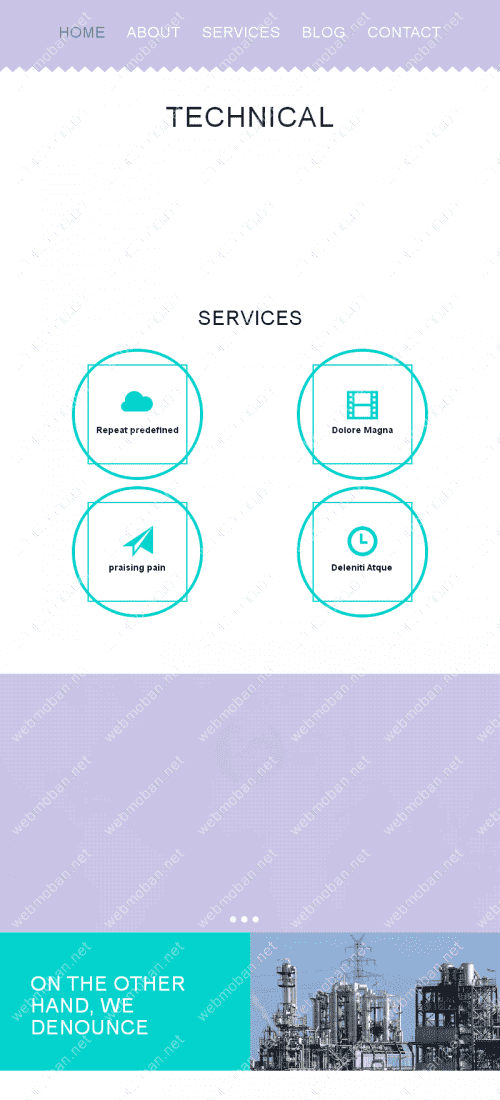 HOME ABOUT SERVICES BLOG CONTACT
TECHNICAL
SERVICES
Repeat predefined
Dolore Magna
praising pain
Deleniti Atque
webmoban.net
ON THE OTHER
HAND, WE
DENOUNCE